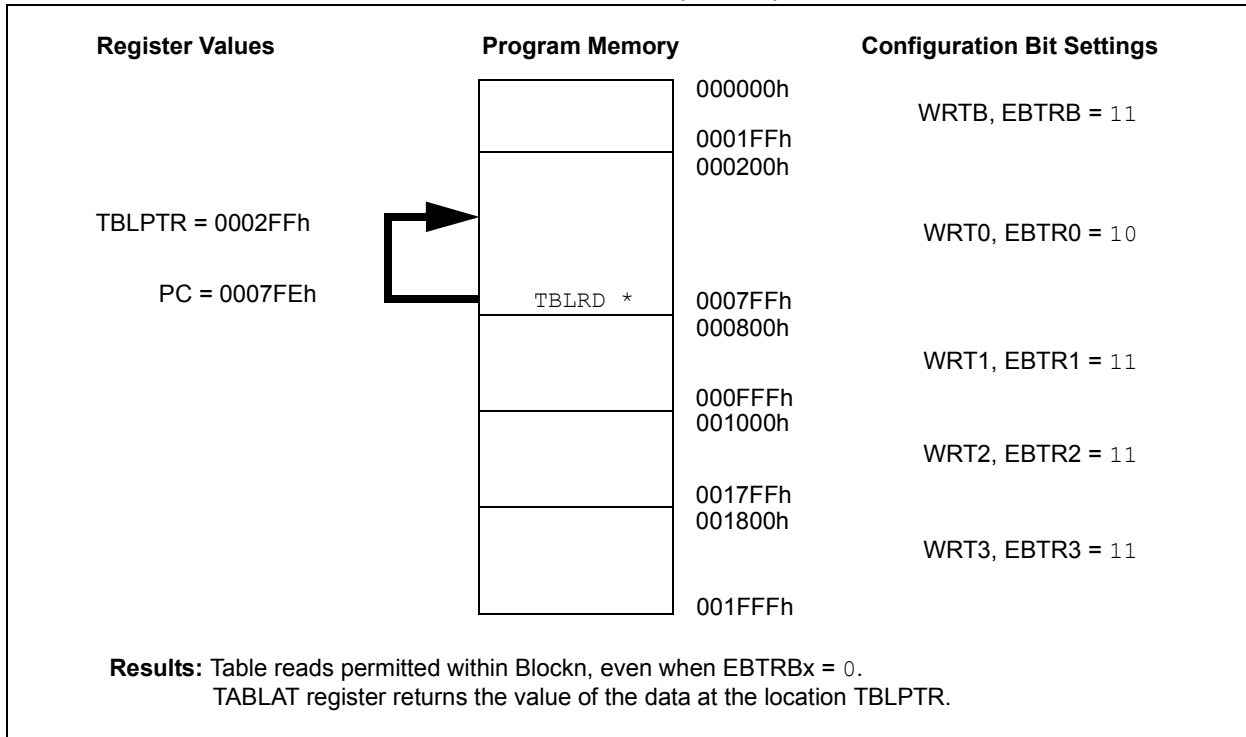 Register Values Program Memory Configuration Bit Settings
000000h
WRTB, EBTRB = 11
0001FFh
000200h
TBLPTR = 0002FFh
WRT0, EBTR0 = 10
PC = 0007FEh
TBLRD *
0007FFh
000800h
WRT1, EBTR1 = 11
000FFFh
001000h
WRT2, EBTR2 = 11
0017FFh
001800h
WRT3, EBTR3 = 11
001FFFh
Results: Table reads permitted within Blockn, even when EBTRBx = 0.
TABLAT register returns the value of the data at the location TBLPTR.